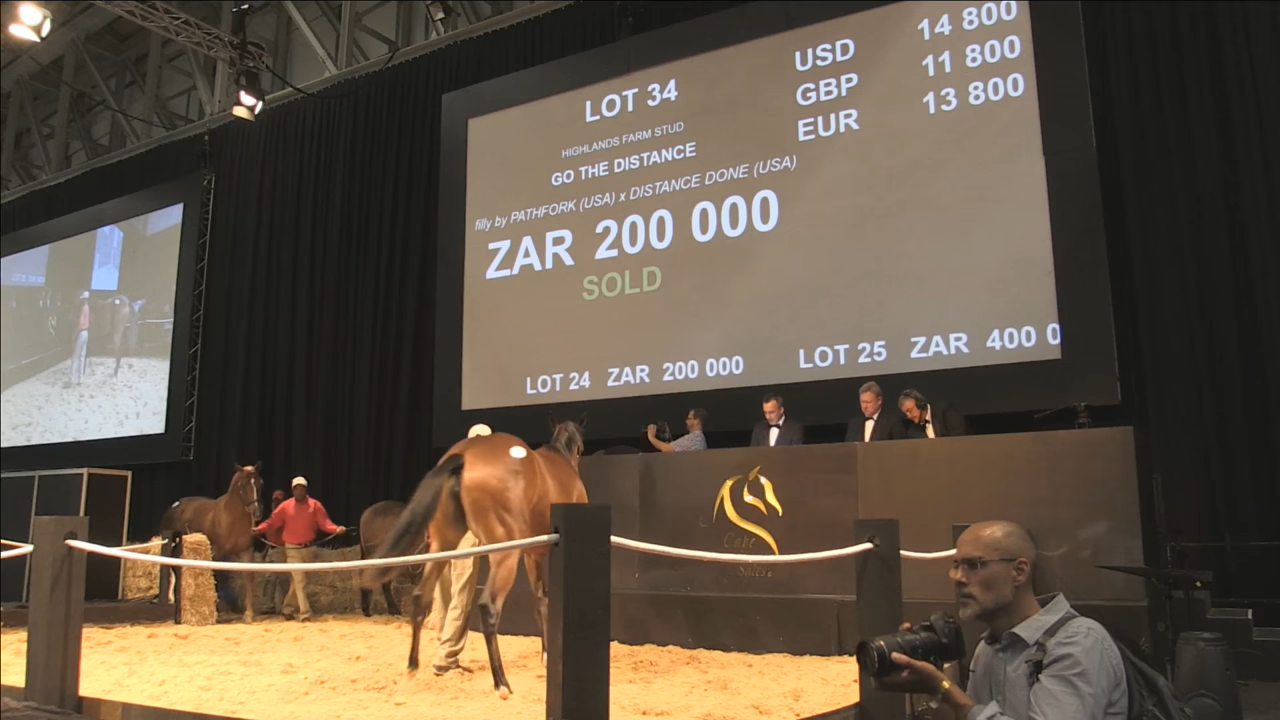 LOT 34
HIGHLANDS FARM STUD
GO THE DISTANCE
filly by PATHFORK (USA) x DISTANCE DONE (USA)
ZAR 200 000
SOLD
USD 14 800
GBP 11 800
EUR 13 800
LOT 24 ZAR 200 000 LOT 25 ZAR 400 0
Cape
Sales